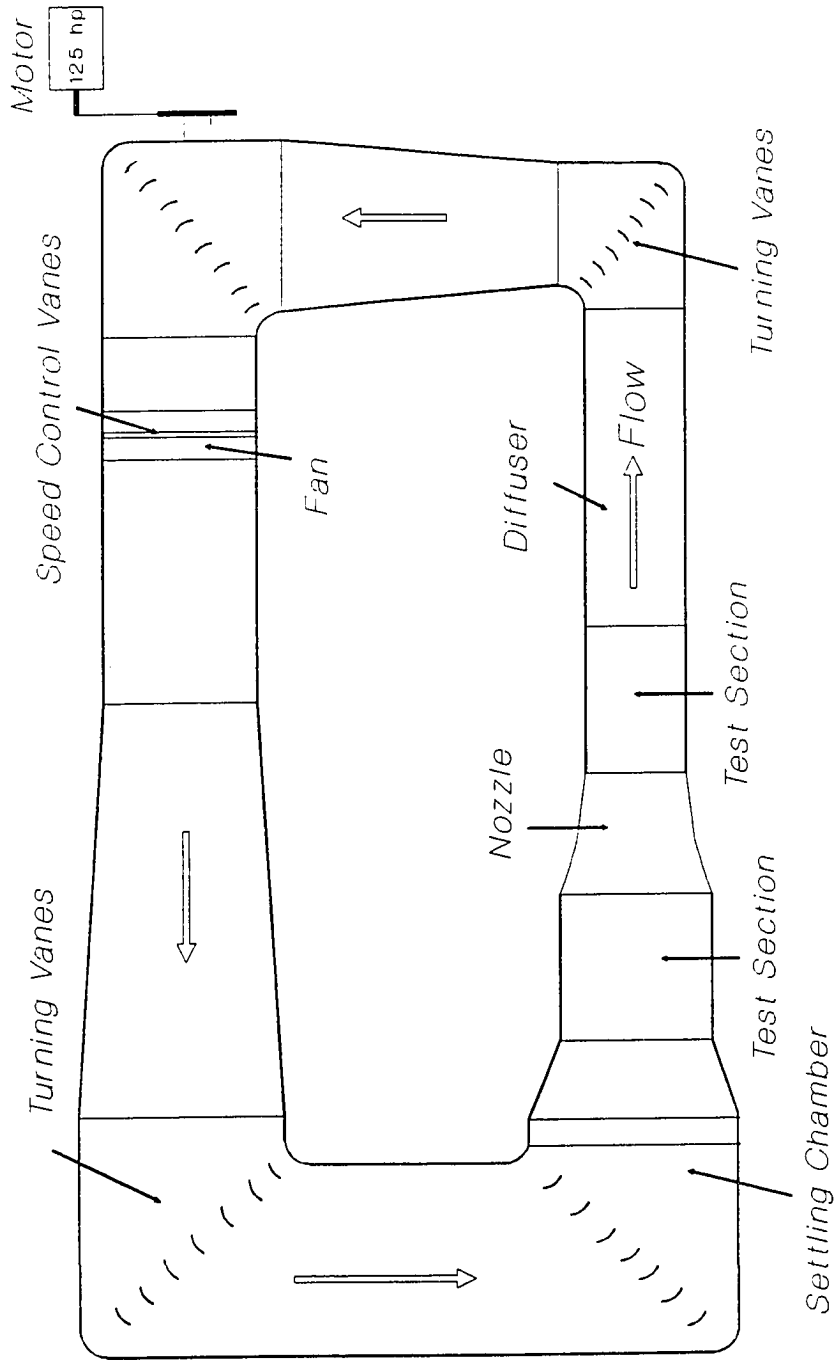 Motor
125 hp
Speed Control Vanes
Fan
Turning Vanes
Diffuser
Flow
Turning Vanes
Nozzle
Test Section
Test Section
Settling Chamber